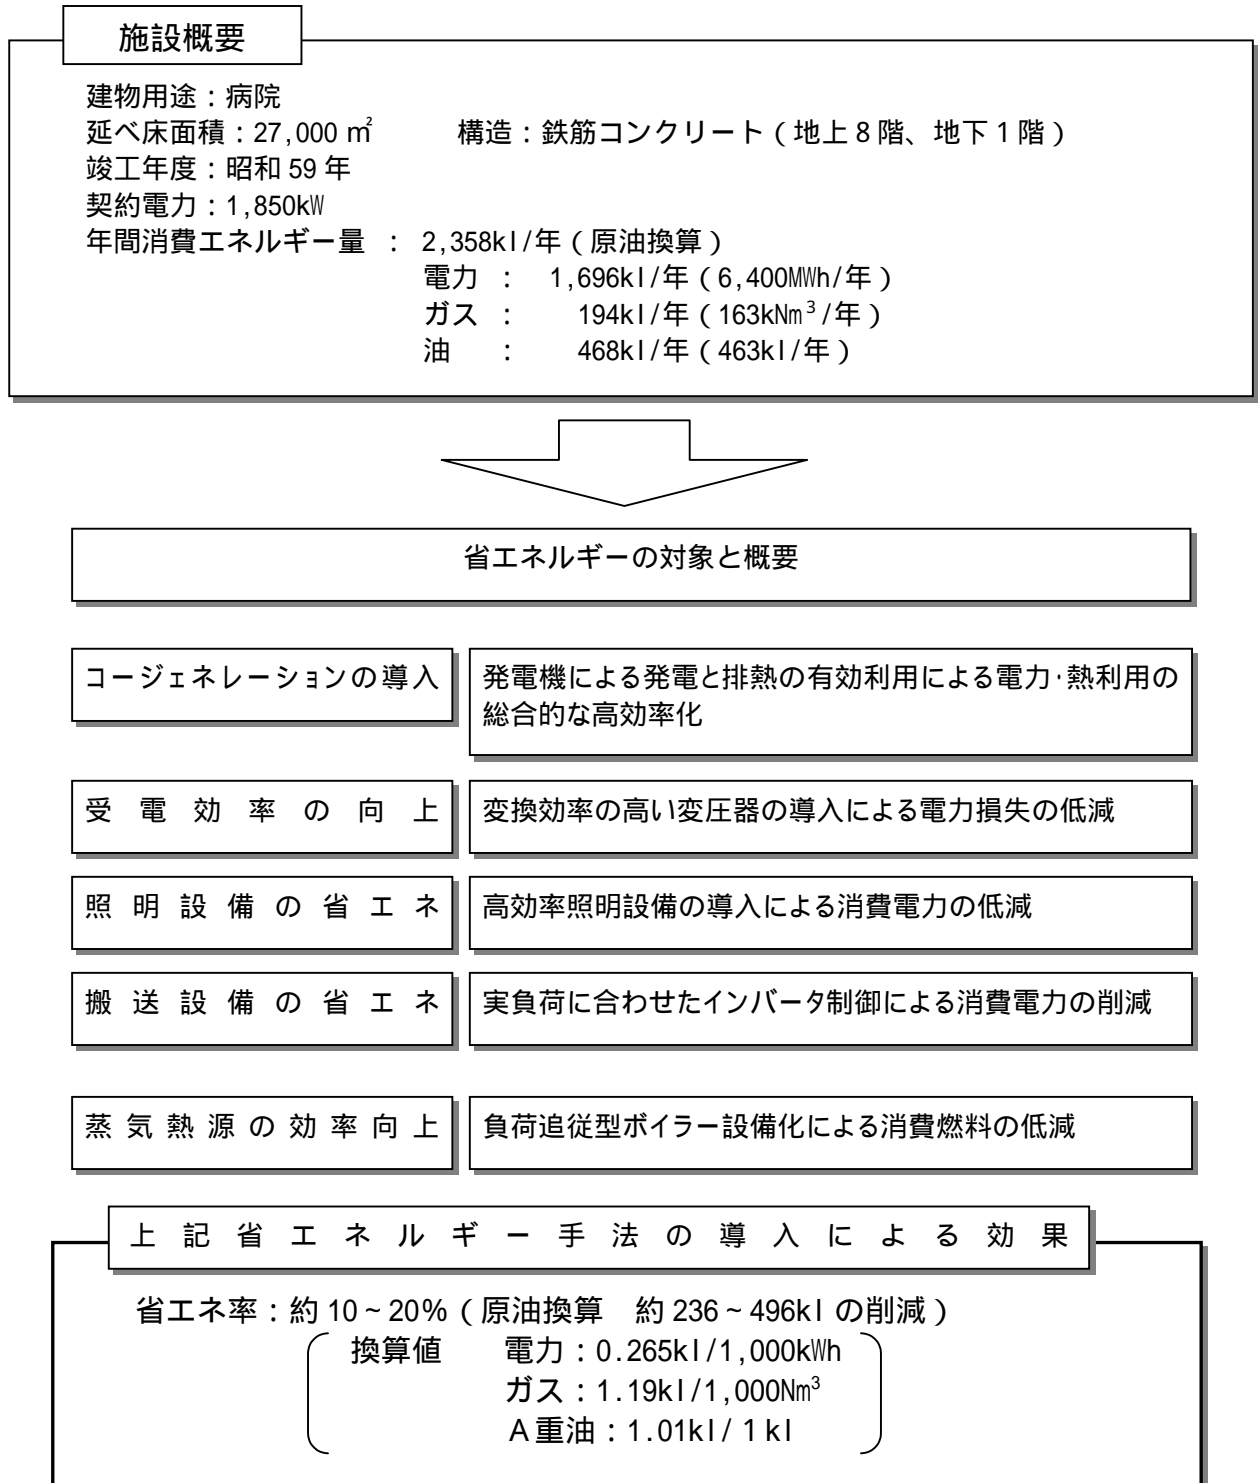 施設概要
建物用途：病院
延べ床面積：27,000 ㎡　　構造：鉄筋コンクリート（地上８階、地下１階）
竣工年度：昭和 59 年
契約電力：1,850kW
年間消費エネルギー量 ： 2,358kl/年（原油換算）
電力 ： 1,696kl/年（6,400MWh/年）
ガス ： 194kl/年（163kNm³/年）
油 ： 468kl/年（463kl/年）
省エネルギーの対象と概要
コージェネレーションの導入
発電機による発電と排熱の有効利用による電力・熱利用の
総合的な高効率化
受電効率の向上
変換効率の高い変圧器の導入による電力損失の低減
照明設備の省エネ
高効率照明設備の導入による消費電力の低減
搬送設備の省エネ
実負荷に合わせたインバータ制御による消費電力の削減
蒸気熱源の効率向上
負荷追従型ボイラー設備化による消費燃料の低減
上記省エネルギー手法の導入による効果
省エネ率：約 10～20%（原油換算　約 236～496kl の削減）
換算値　電力：0.265kl/1,000kWh
ガス：1.19kl/1,000Nm³
Ａ重油：1.01kl/１kl